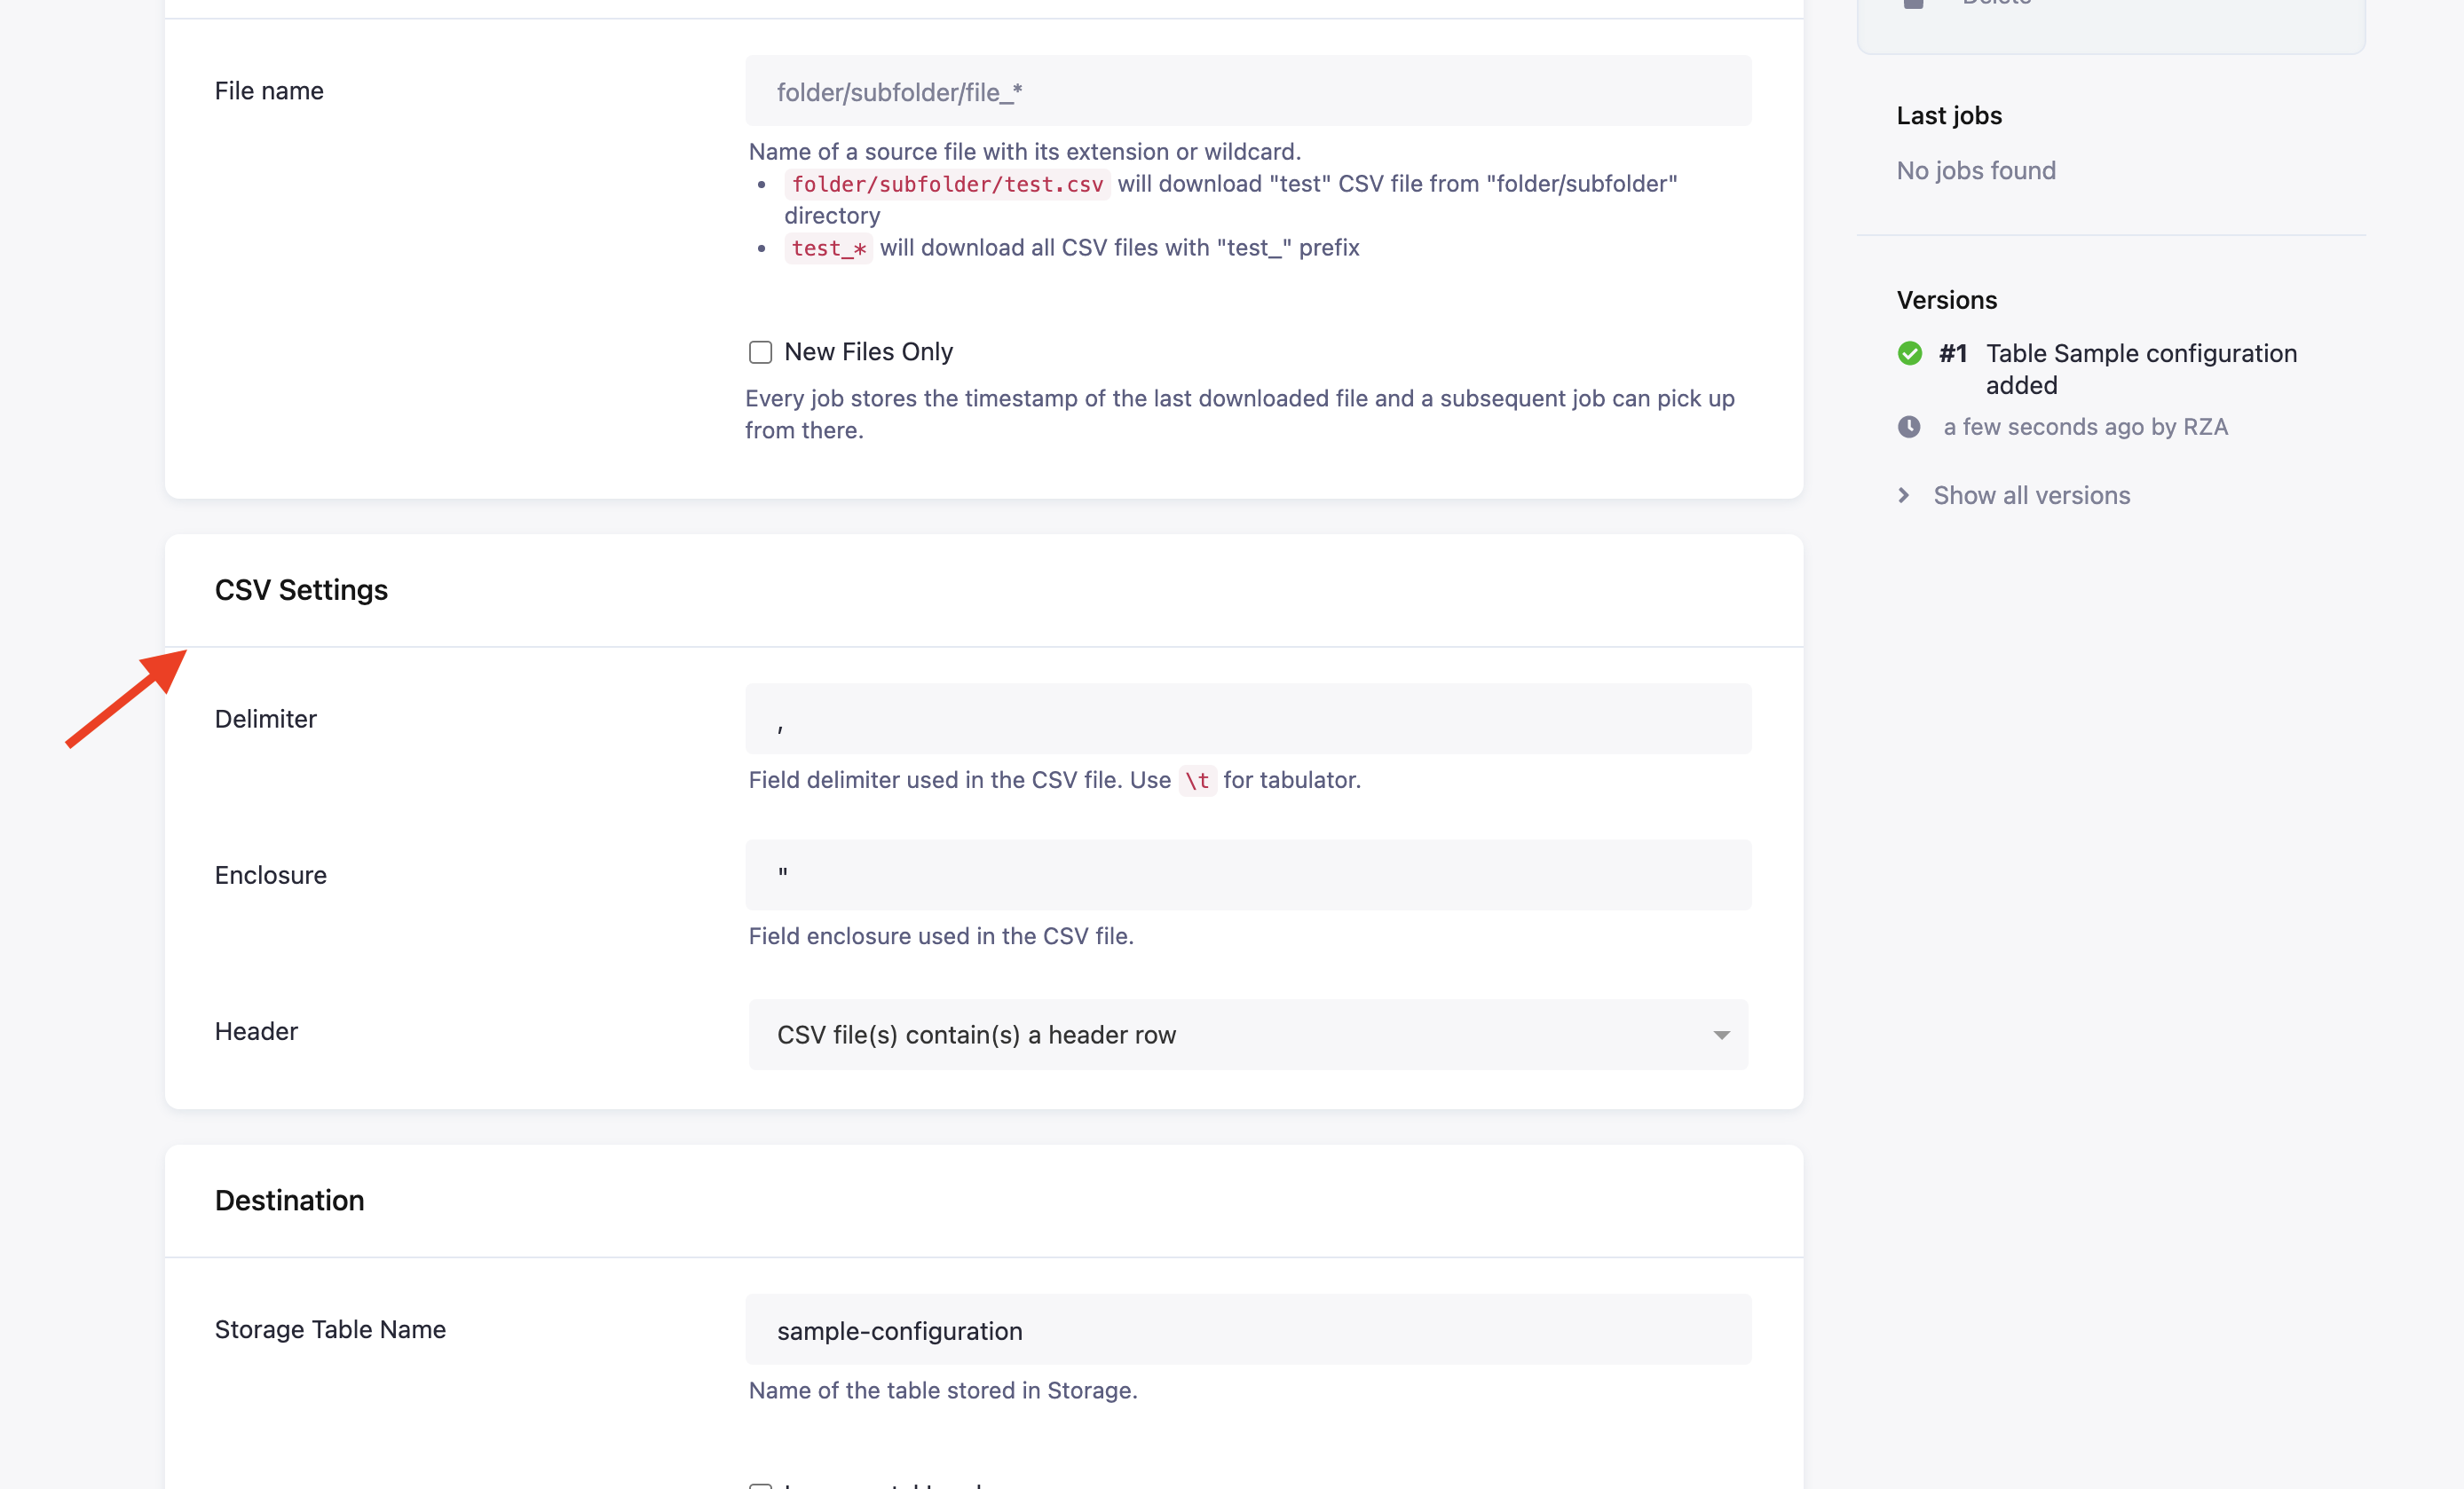 File name
folder/subfolder/file_*
Name of a source file with its extension or wildcard.
• folder/subfolder/test.csv will download "test" CSV file from "folder/subfolder"
directory
• test_* will download all CSV files with "test_" prefix
New Files Only
Every job stores the timestamp of the last downloaded file and a subsequent job can pick up
from there.
CSV Settings
Delimiter
,
Field delimiter used in the CSV file. Use \t for tabulator.
Enclosure
"
Field enclosure used in the CSV file.
Header
CSV file(s) contain(s) a header row
Destination
Storage Table Name
sample-configuration
Name of the table stored in Storage.
Last jobs
No jobs found
Versions
#1 Table Sample configuration
added
a few seconds ago by RZA
Show all versions